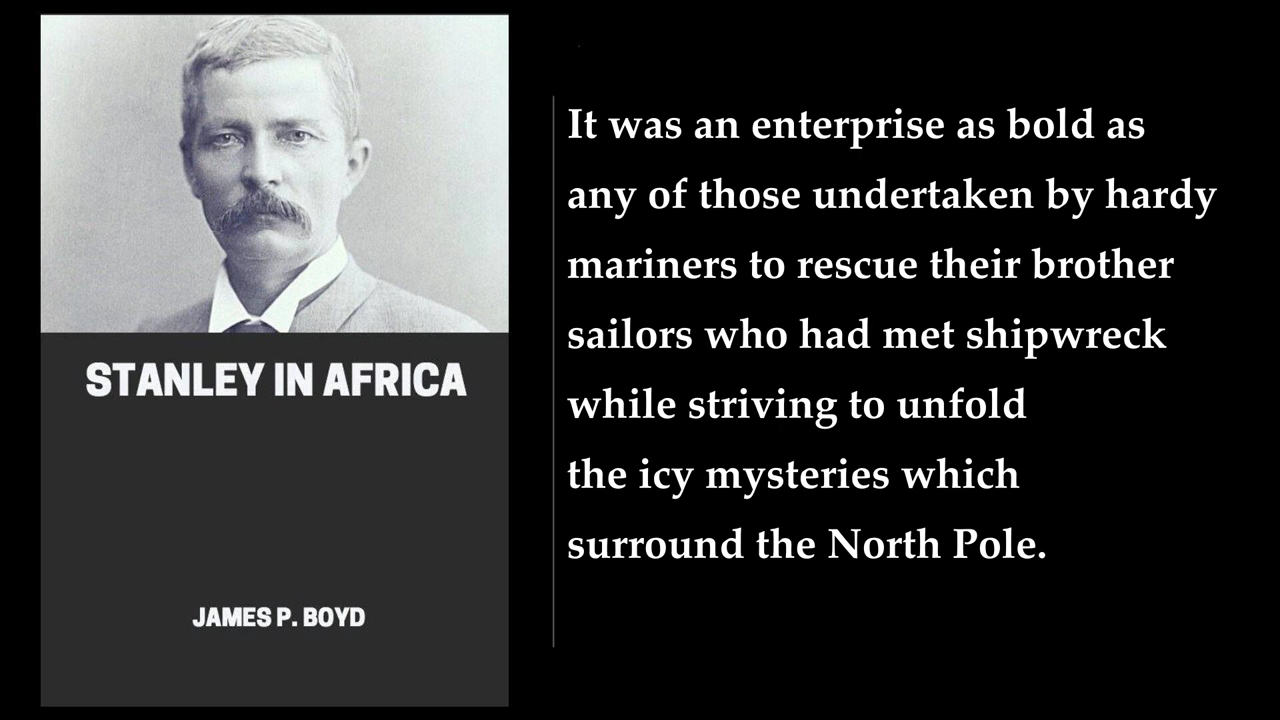 STANLEY IN AFRICA
JAMES P. BOYD
It was an enterprise as bold as
any of those undertaken by hardy
mariners to rescue their brother
sailors who had met shipwreck
while striving to unfold
the icy mysteries which
surround the North Pole.